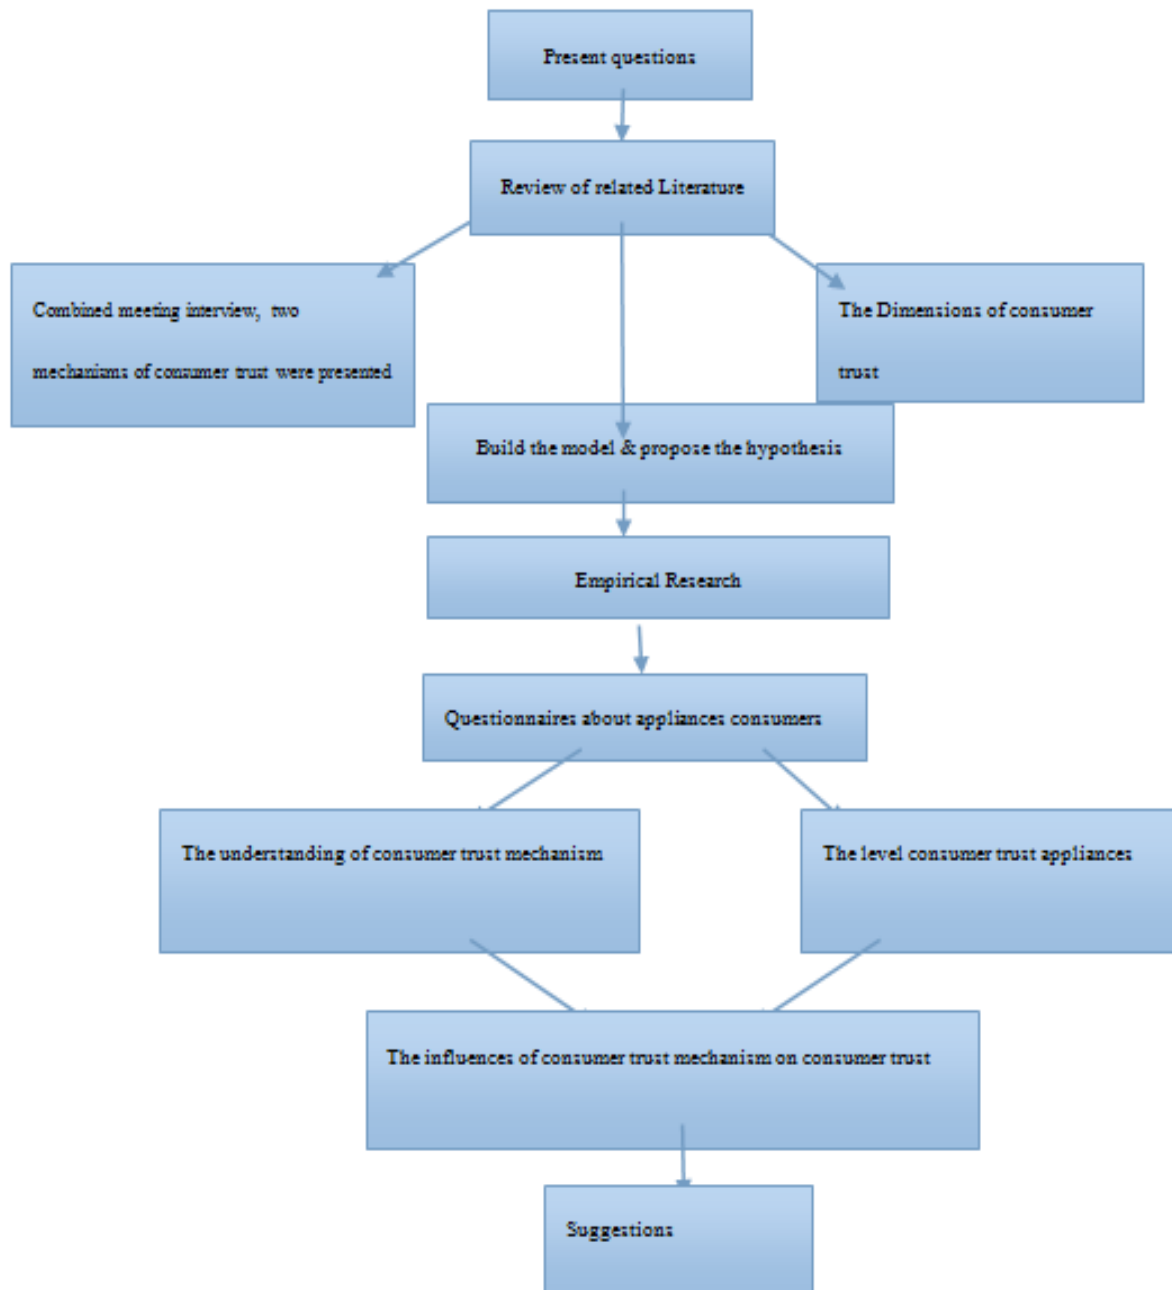 Present questions
Review of related Literature
Combined meeting interview, two
mechanisms of consumer trust were presented
The Dimensions of consumer
trust
Build the model & propose the hypothesis
Empirical Research
Questionnaires about appliances consumers
The understanding of consumer trust mechanism
The level consumer trust appliances
The influences of consumer trust mechanism on consumer trust
Suggestions